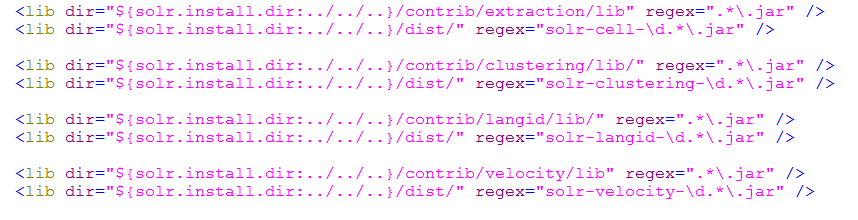 <lib dir="${solr.install.dir:../../..}/contrib/extraction/lib" regex=".*\.jar" />
<lib dir="${solr.install.dir:../../..}/dist/" regex="solr-cell-\d.*\.jar" />
<lib dir="${solr.install.dir:../../..}/contrib/clustering/lib/" regex=".*\.jar" />
<lib dir="${solr.install.dir:../../..}/dist/" regex="solr-clustering-\d.*\.jar" />
<lib dir="${solr.install.dir:../../..}/contrib/langid/lib/" regex=".*\.jar" />
<lib dir="${solr.install.dir:../../..}/dist/" regex="solr-langid-\d.*\.jar" />
<lib dir="${solr.install.dir:../../..}/contrib/velocity/lib" regex=".*\.jar" />
<lib dir="${solr.install.dir:../../..}/dist/" regex="solr-velocity-\d.*\.jar" />